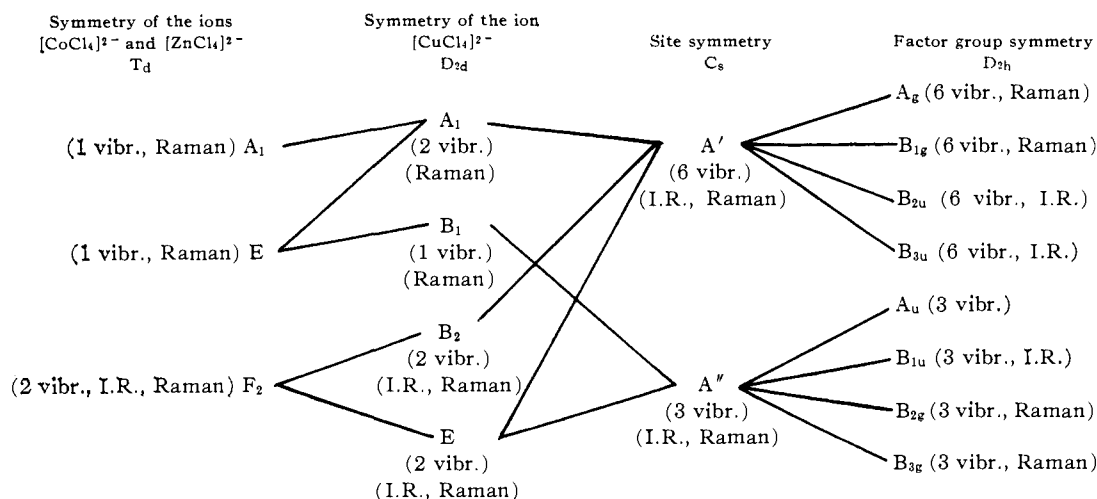 Symmetry of the ions
[CoCl₄]²⁻ and [ZnCl₄]²⁻
T_d
Symmetry of the ion
[CuCl₄]²⁻
D₂d
Site symmetry
C_s
Factor group symmetry
D₂h
(1 vibr., Raman) A₁
(1 vibr., Raman) E
(2 vibr., I.R., Raman) F₂
A₁
(2 vibr.)
(Raman)
B₁
(1 vibr.)
(Raman)
B₂
(2 vibr.)
(I.R., Raman)
E
(2 vibr.)
(I.R., Raman)
A′
(6 vibr.)
(I.R., Raman)
A″
(3 vibr.)
(I.R., Raman)
A_g (6 vibr., Raman)
B₁g (6 vibr., Raman)
B₂u (6 vibr., I.R.)
B₃u (6 vibr., I.R.)
A_u (3 vibr.)
B₁u (3 vibr., I.R.)
B₂g (3 vibr., Raman)
B₃g (3 vibr., Raman)